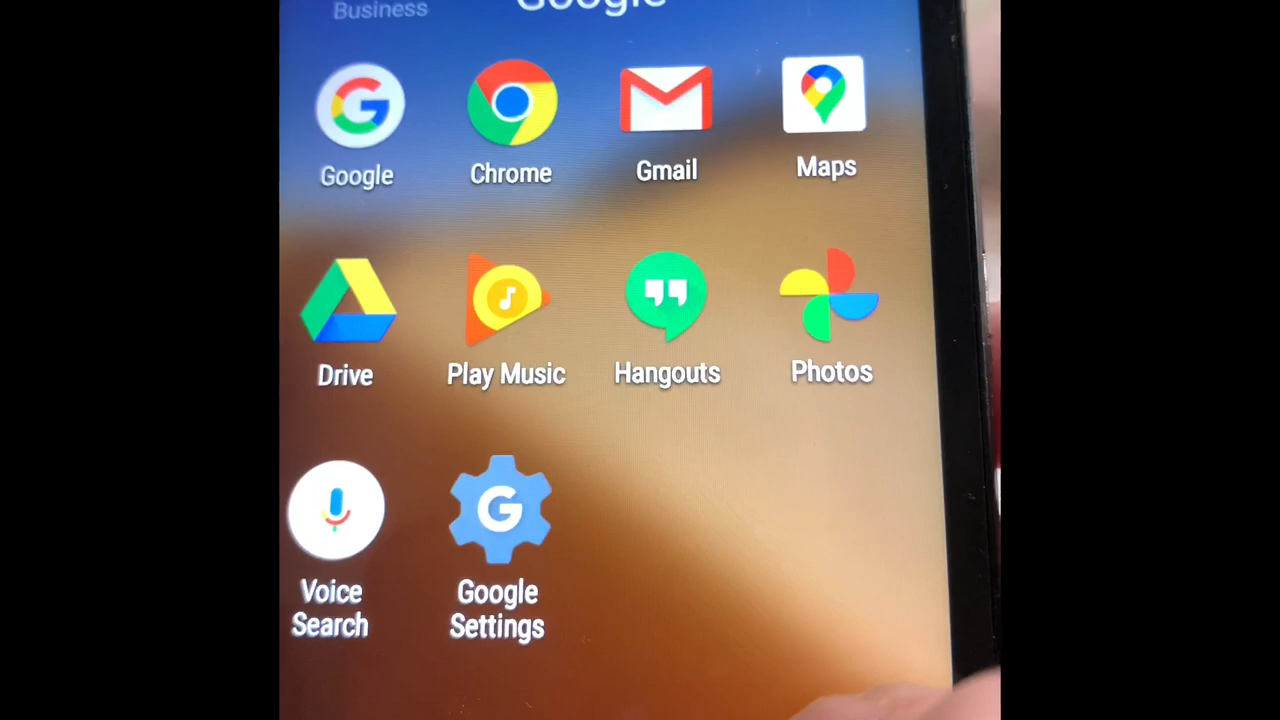 Business
Google
Google
Chrome
Gmail
Maps
Drive
Play Music
Hangouts
Photos
Voice
Search
Google
Settings